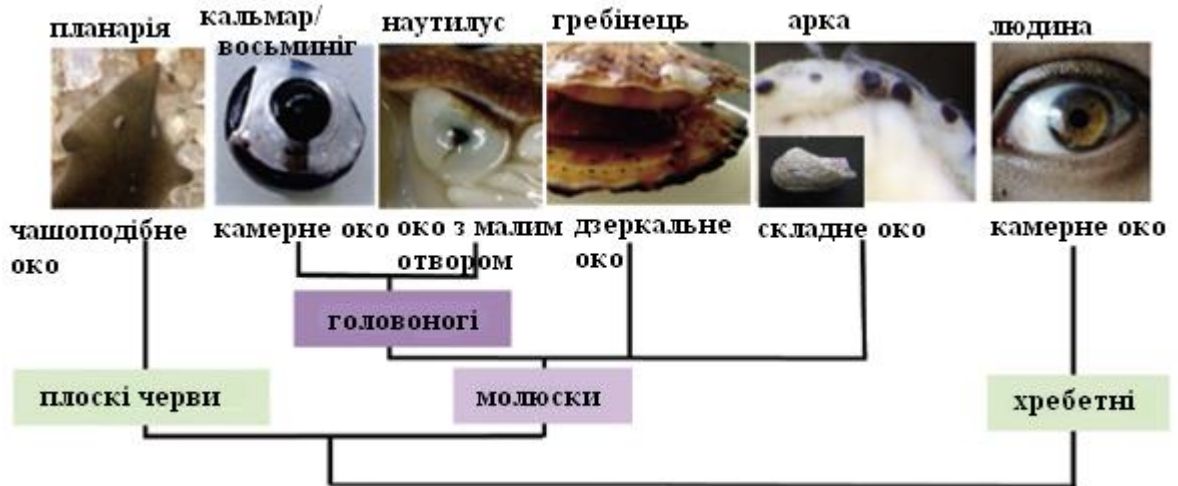 планарія
кальмар/
восьминіг
наутилус
гребінець
арка
людина
чашоподібне
око
камерне око
око з малим
отвором
дзеркальне
око
складне око
камерне око
головоногі
плоскі черви
молюски
хребетні